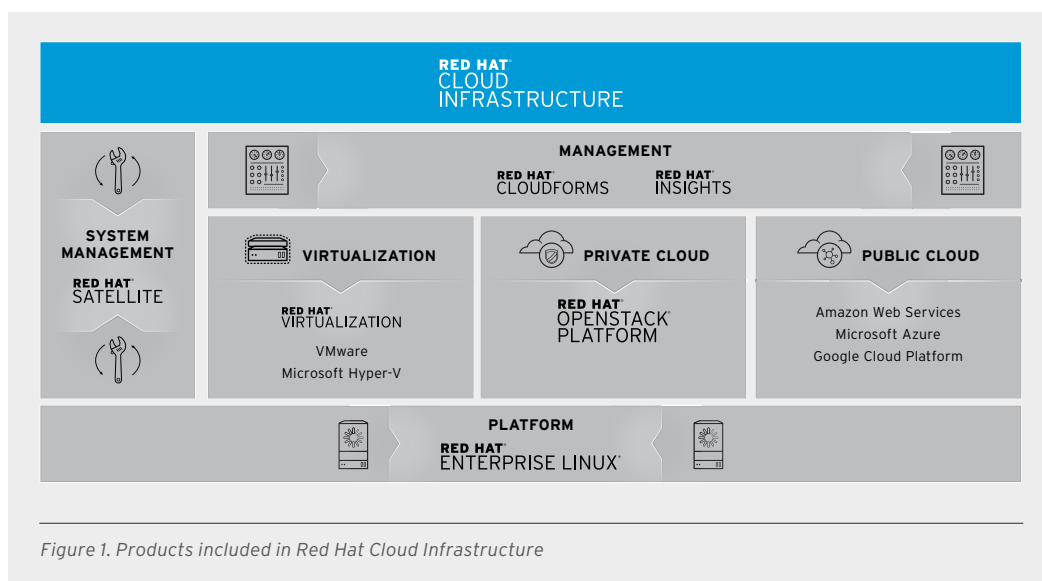 RED HAT®
CLOUD
INFRASTRUCTURE
SYSTEM
MANAGEMENT
RED HAT®
SATELLITE
MANAGEMENT
RED HAT®
CLOUDFORMS
RED HAT®
INSIGHTS
VIRTUALIZATION
RED HAT®
VIRTUALIZATION
VMware
Microsoft Hyper-V
PRIVATE CLOUD
RED HAT®
OPENSTACK®
PLATFORM
PUBLIC CLOUD
Amazon Web Services
Microsoft Azure
Google Cloud Platform
PLATFORM
RED HAT®
ENTERPRISE LINUX®
Figure 1. Products included in Red Hat Cloud Infrastructure